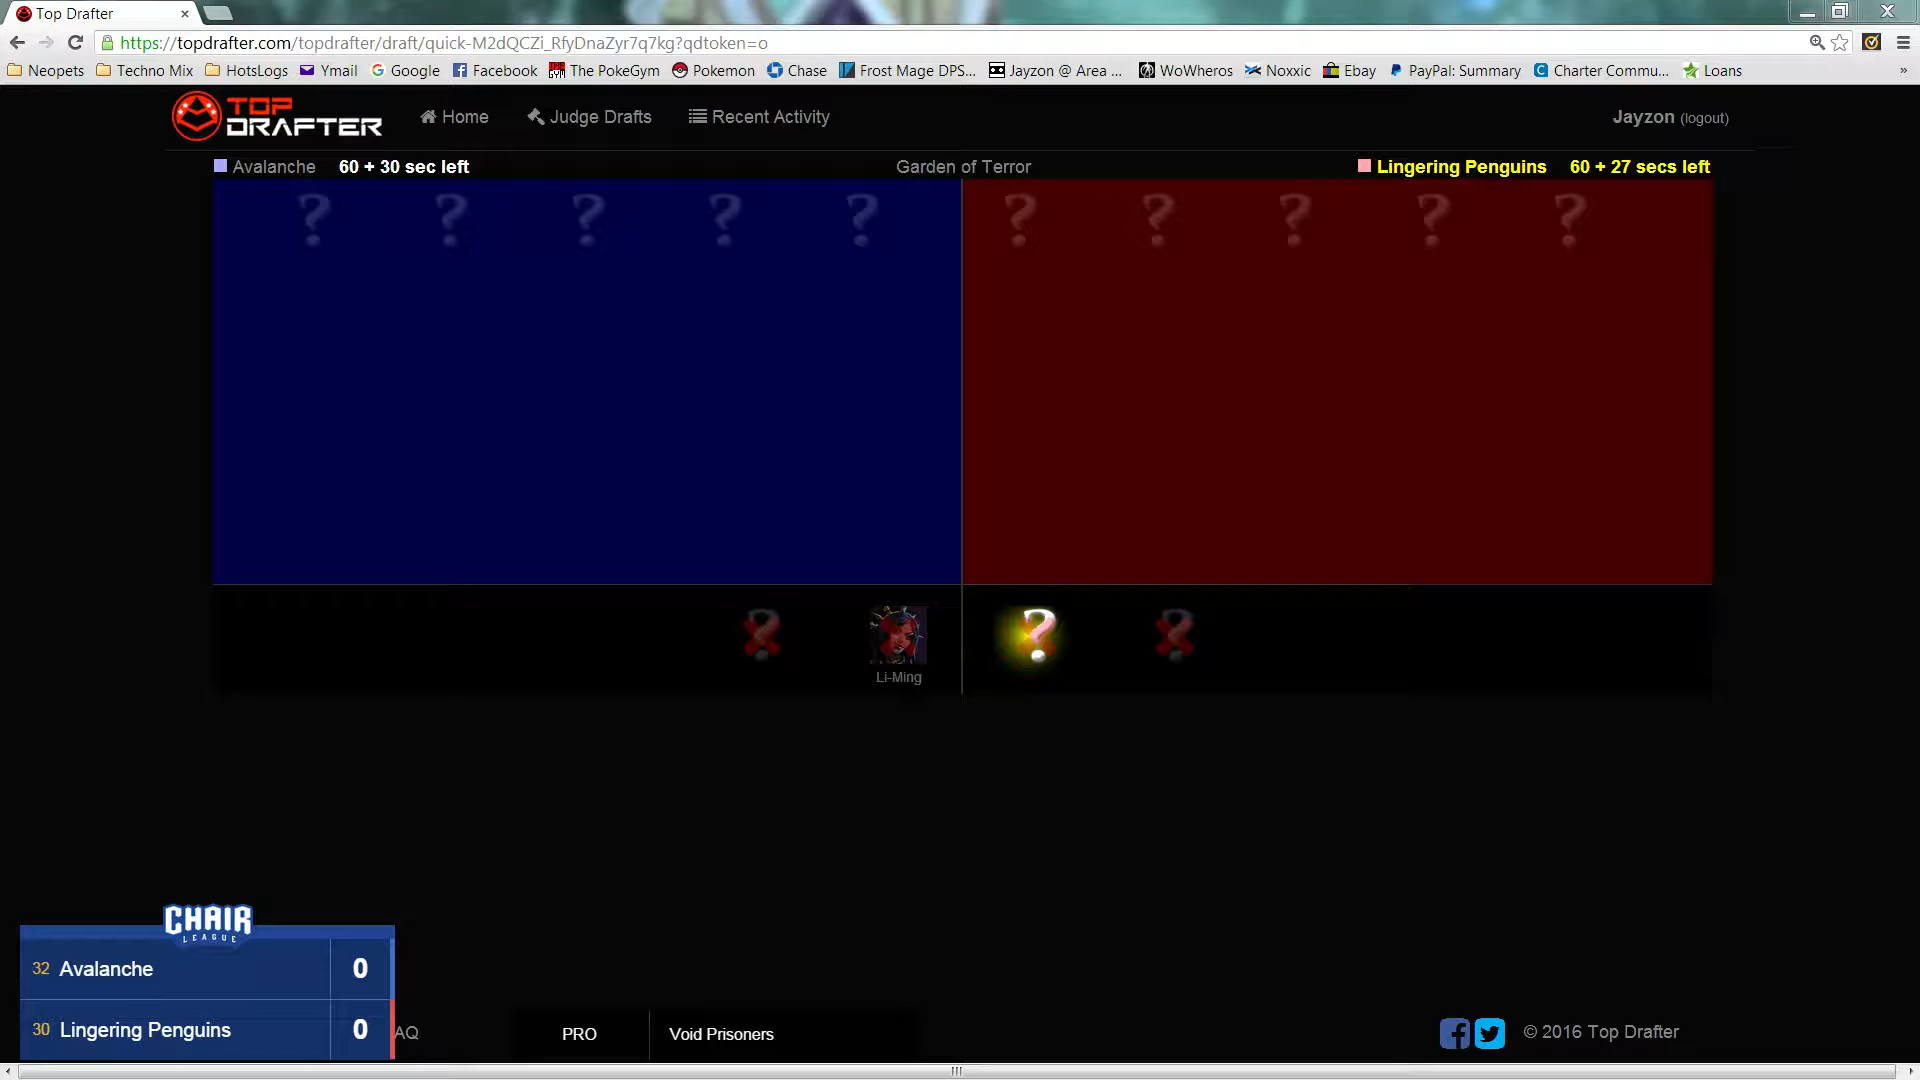 Top Drafter
https://topdrafter.com/topdrafter/draft/quick-M2dQCZi_RfyDnaZyr7q7kg?qdtoken=o
Neopets Techno Mix HotsLogs Ymail Google Facebook The PokeGym Pokemon Chase Frost Mage DPS... Jayzon @ Area ... WoWheros Noxxic Ebay PayPal: Summary Charter Commu... Loans »
TOP DRAFTER Home Judge Drafts Recent Activity Jayzon (logout)
Avalanche 60 + 30 sec left Garden of Terror Lingering Penguins 60 + 27 secs left
? ? ? ? ? ? ? ? ? ?
? ? ?
Li-Ming
CHAIR
LEAGUE
32 Avalanche 0
30 Lingering Penguins 0 AQ PRO Void Prisoners © 2016 Top Drafter